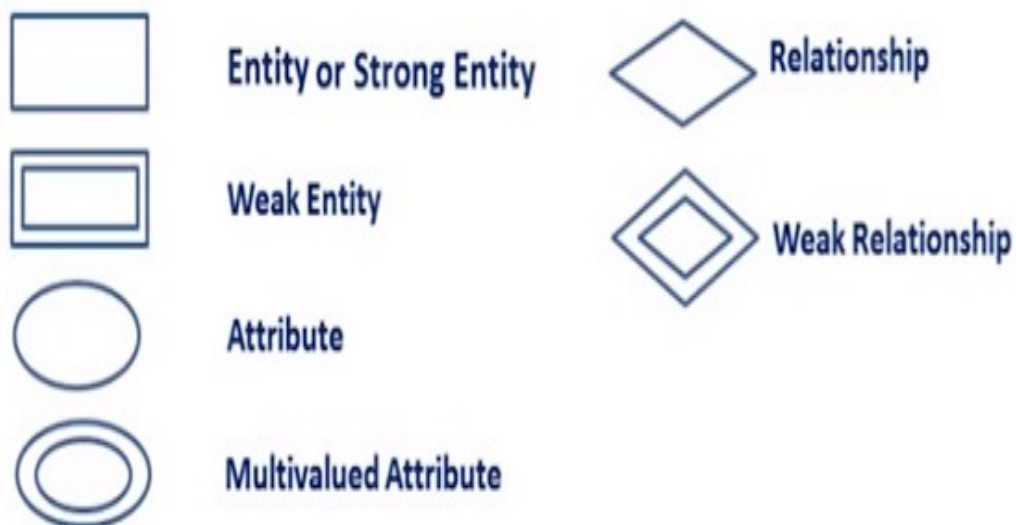 Entity or Strong Entity
Relationship
Weak Entity
Weak Relationship
Attribute
Multivalued Attribute